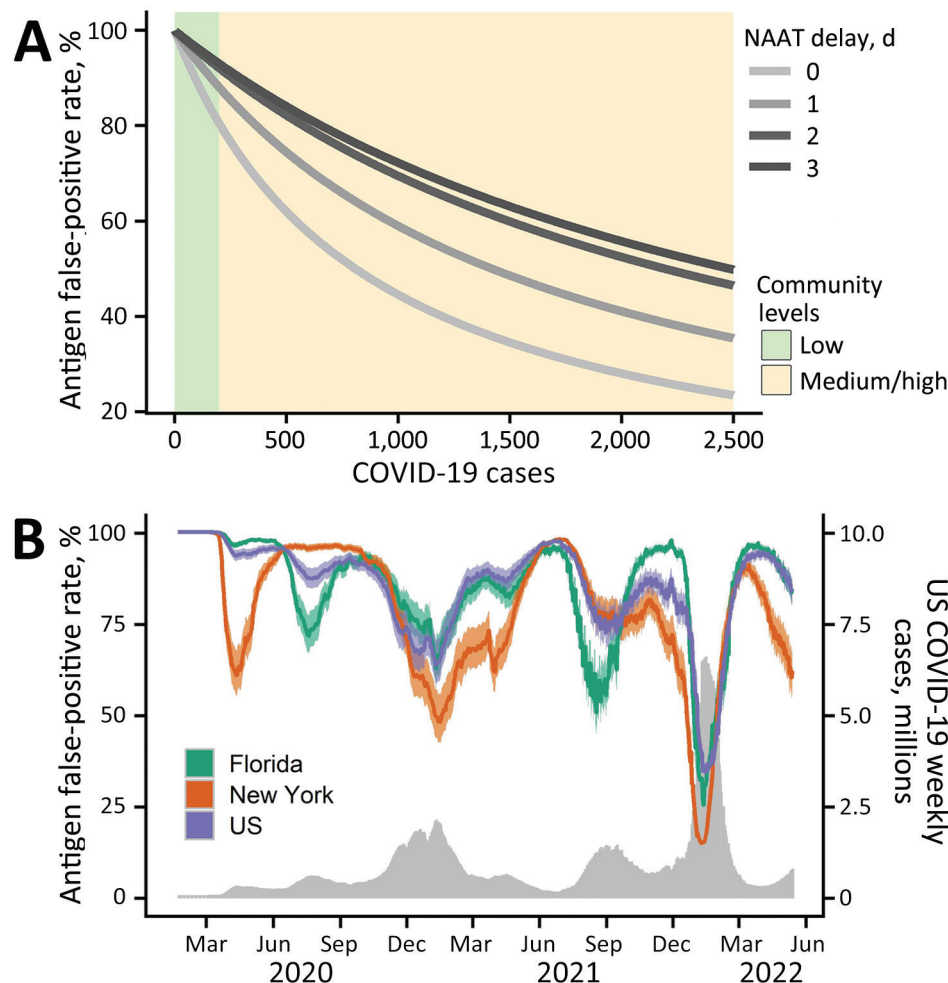 A
Antigen false-positive rate, %
100
80
60
40
20
0
500
1,000
1,500
2,000
2,500
COVID-19 cases
NAAT delay, d
0
1
2
3
Community
levels
Low
Medium/high
B
Antigen false-positive rate, %
100
75
50
25
0
Florida
New York
US
10.0
7.5
5.0
2.5
0
US COVID-19 weekly
cases, millions
Mar Jun Sep Dec Mar Jun Sep Dec Mar Jun
2020 2021 2022